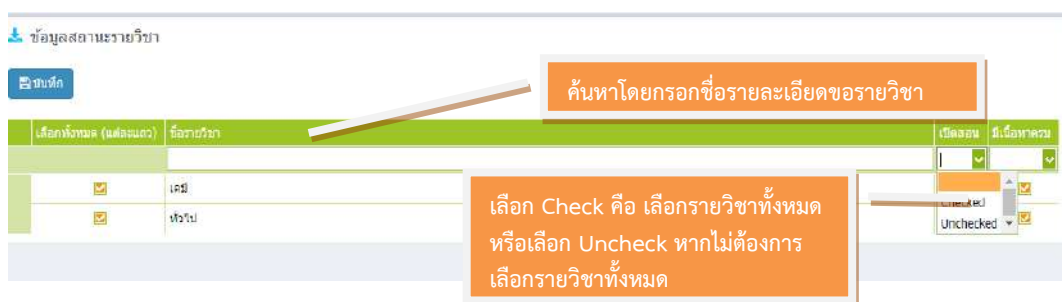 ข้อมูลสถานะรายวิชา
บันทึก
ค้นหาโดยกรอกชื่อรายละเอียดขอรายวิชา
เลือกทั้งหมด (แต่ละแถว) ชื่อรายวิชา เปิดสอน มีเนื้อหาครบ
เคมี
Checked
ทั่วไป
Unchecked
เลือก Check คือ เลือกรายวิชาทั้งหมด
หรือเลือก Uncheck หากไม่ต้องการ
เลือกรายวิชาทั้งหมด